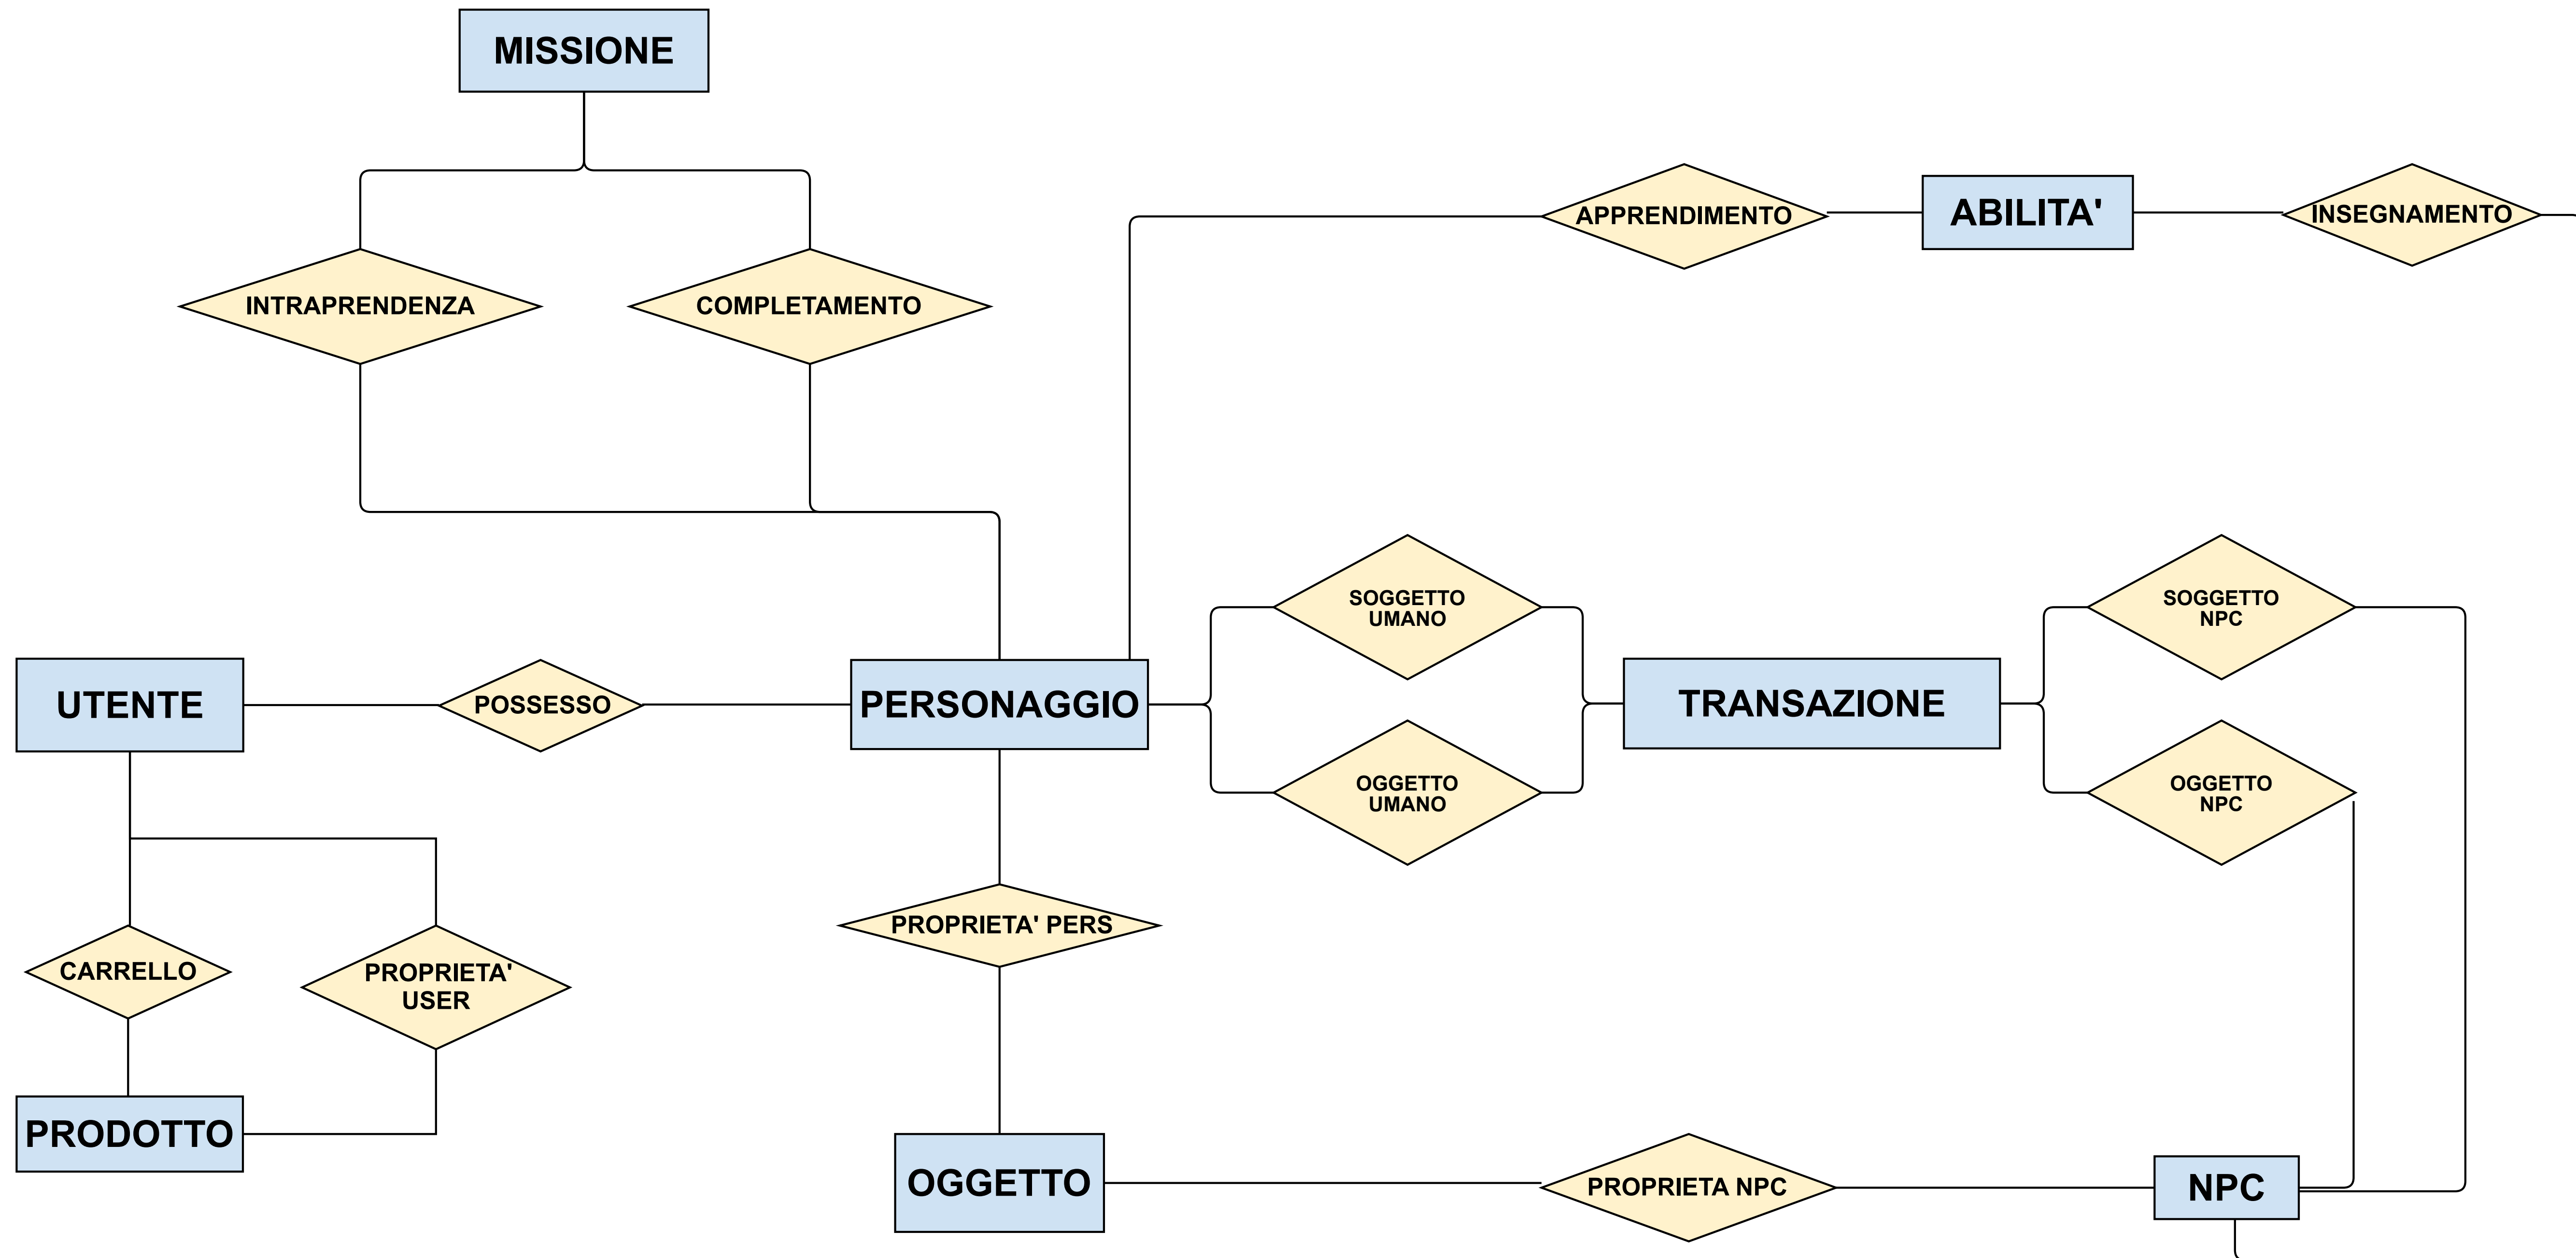 MISSIONE
APPRENDIMENTO
ABILITA'
INSEGNAMENTO
INTRAPRENDENZA
COMPLETAMENTO
SOGGETTO
UMANO
SOGGETTO
NPC
UTENTE
POSSESSO
PERSONAGGIO
TRANSAZIONE
OGGETTO
UMANO
OGGETTO
NPC
PROPRIETA' PERS
CARRELLO
PROPRIETA'
USER
PRODOTTO
OGGETTO
PROPRIETA NPC
NPC